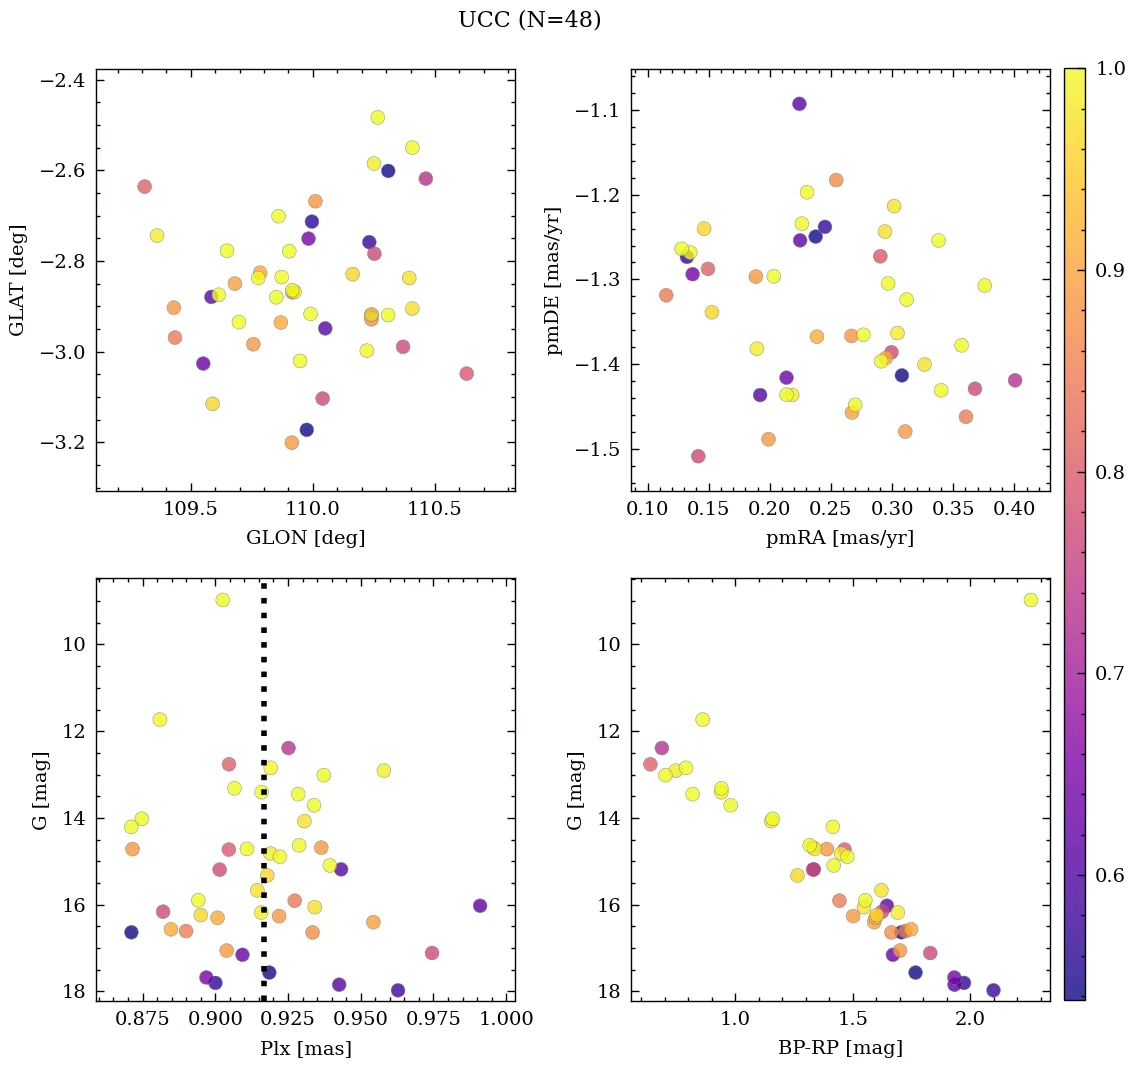 UCC (N=48)
−2.4
−2.6
−2.8
−3.0
−3.2
GLAT [deg]
109.5 110.0 110.5
GLON [deg]
−1.1
−1.2
−1.3
−1.4
−1.5
pmDE [mas/yr]
0.10 0.15 0.20 0.25 0.30 0.35 0.40
pmRA [mas/yr]
1.0
0.9
0.8
0.7
0.6
10
12
14
16
18
G [mag]
0.875 0.900 0.925 0.950 0.975 1.000
Plx [mas]
10
12
14
16
18
G [mag]
1.0 1.5 2.0
BP-RP [mag]